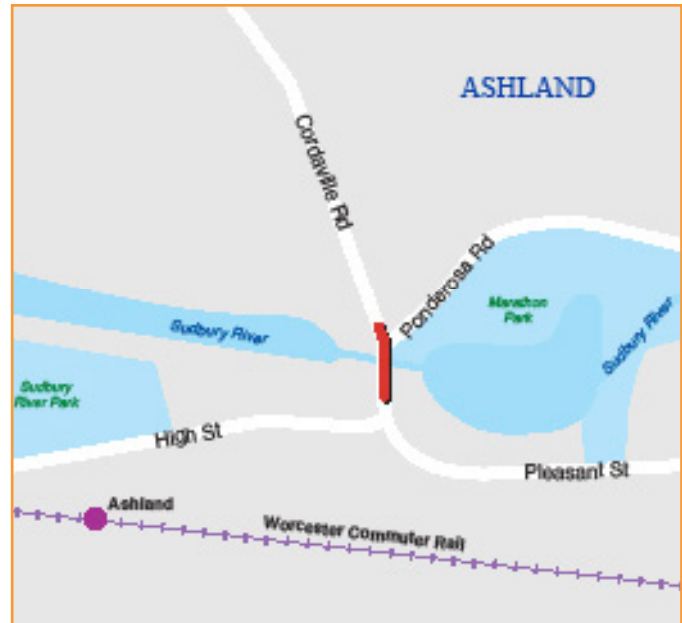 ASHLAND
Cordaville Rd
Ponderosa Rd
Marathon
Park
Sudbury River
Sudbury River
Sudbury
River Park
High St
Pleasant St
Ashland
Worcester Commuter Rail